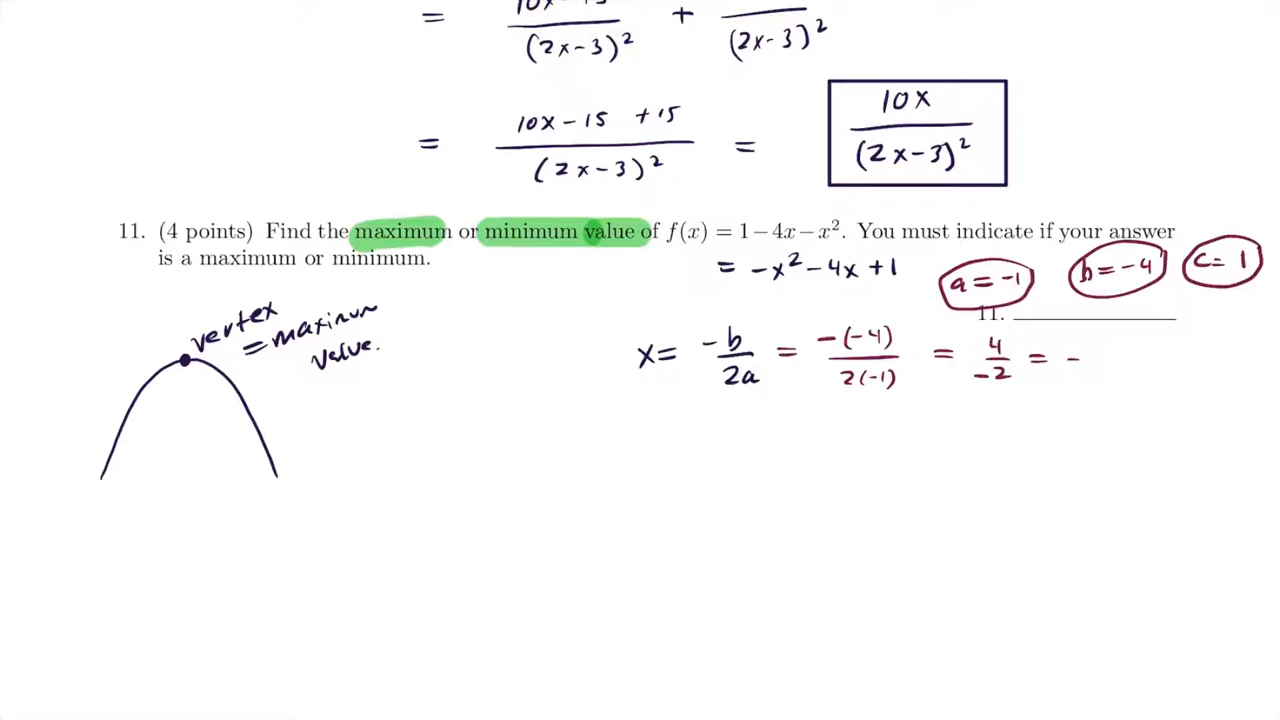 = 10x-15/(2x-3)² + /(2x-3)²
= 10x-15 +15/(2x-3)² = 10x/(2x-3)²
11. (4 points) Find the maximum or minimum value of f(x) = 1−4x−x². You must indicate if your answer
is a maximum or minimum.
= -x²-4x+1 a=-1 b=-4 c=1
11.
vertex
= maximum
value.
x= -b/2a = -(-4)/2(-1) = 4/-2 = -